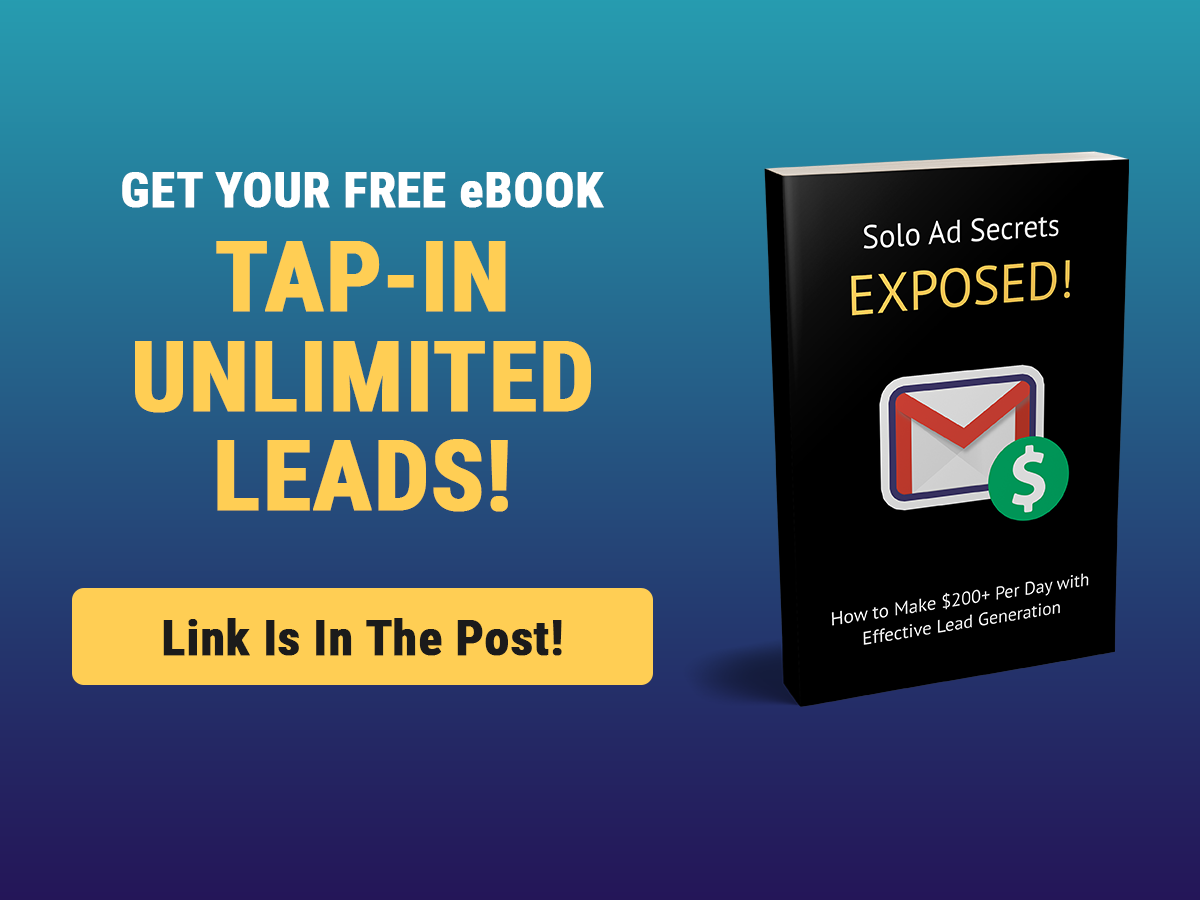 GET YOUR FREE eBOOK
TAP-IN
UNLIMITED
LEADS!
Link Is In The Post!
Solo Ad Secrets
EXPOSED!
$
How to Make $200+ Per Day with
Effective Lead Generation